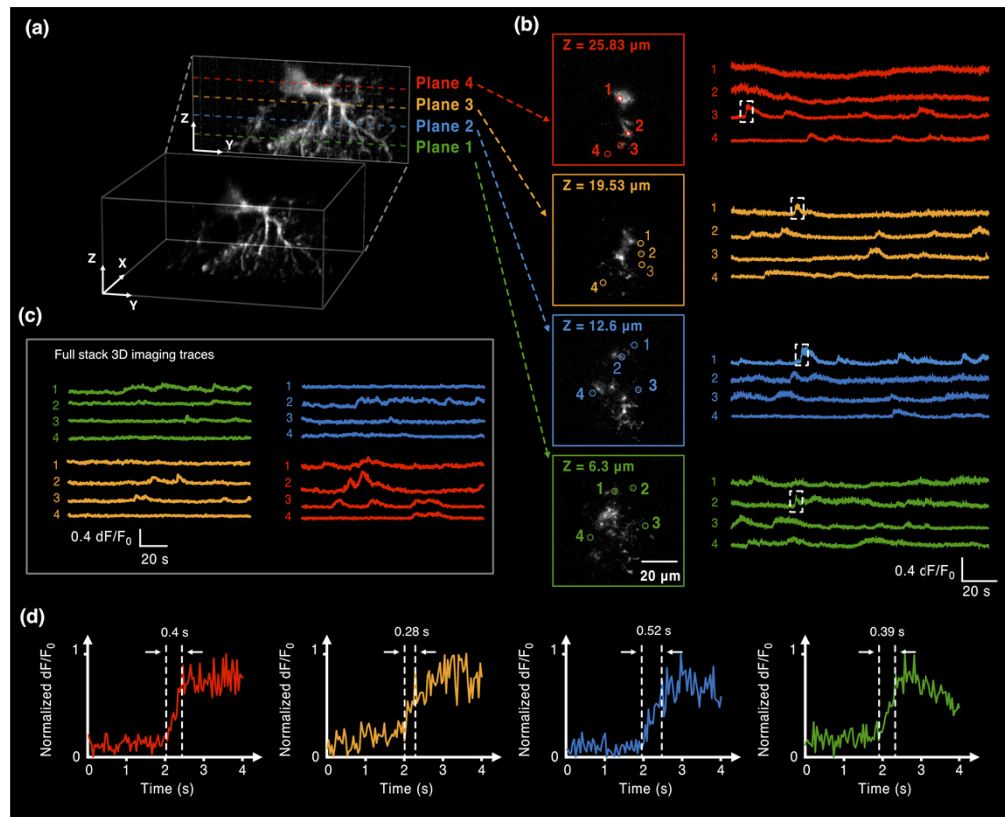 (a)
Plane 4
Plane 3
Plane 2
Plane 1
Z
Y
Z
X
Y
(b)
Z = 25.83 µm
1
2
3
4
1
2
3
4
Z = 19.53 µm
1
2
3
4
1
2
3
4
Z = 12.6 µm
1
2
3
4
1
2
3
4
Z = 6.3 µm
1
2
3
4
20 µm
1
2
3
4
0.4 dF/F0
20 s
(c)
Full stack 3D imaging traces
1
2
3
4
1
2
3
4
1
2
3
4
1
2
3
4
0.4 dF/F0
20 s
(d)
0.4 s
Normalized dF/F0
1
0
0 1 2 3 4
Time (s)
0.28 s
Normalized dF/F0
1
0
0 1 2 3 4
Time (s)
0.52 s
Normalized dF/F0
1
0
0 1 2 3 4
Time (s)
0.39 s
Normalized dF/F0
1
0
0 1 2 3 4
Time (s)